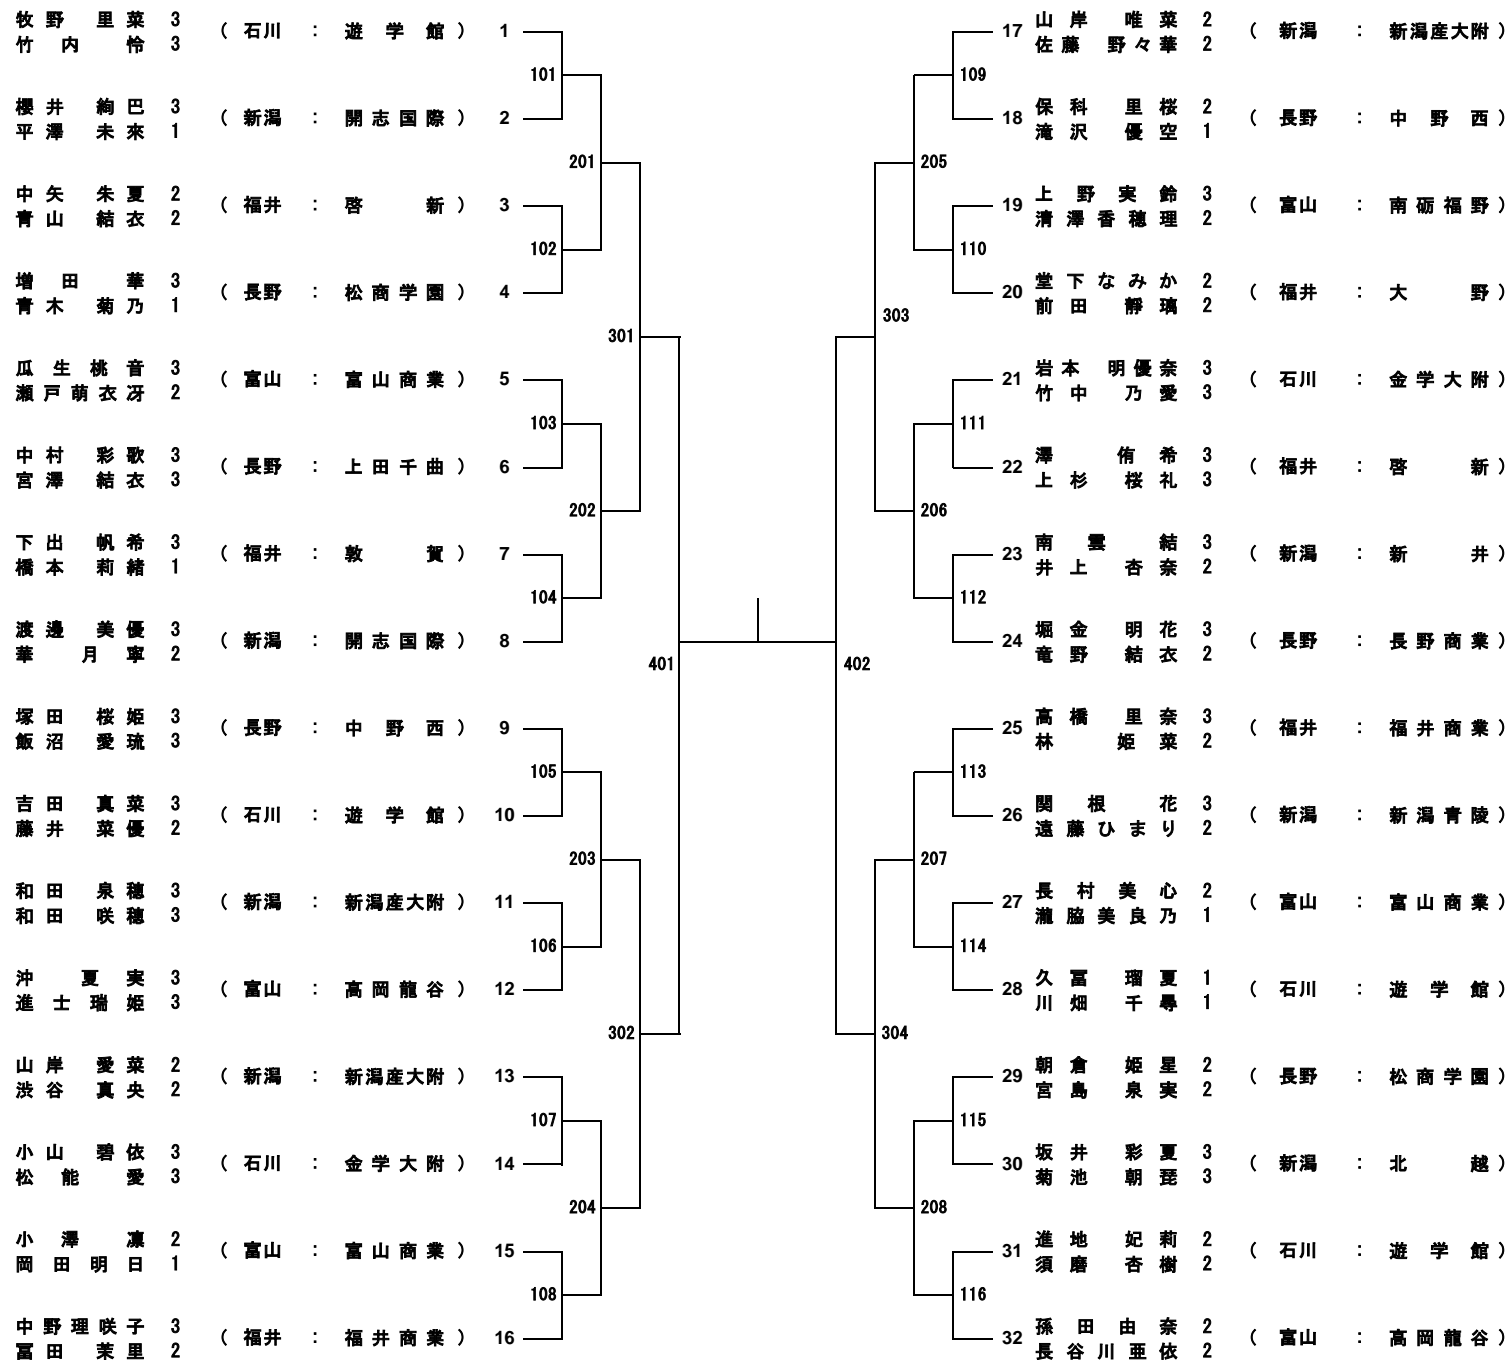 牧野 里菜 3
竹内 怜 3
( 石川 : 遊学館 ) 1
櫻井 絢巴 3
平澤 未來 1
( 新潟 : 開志国際 ) 2
中矢 朱夏 2
青山 結衣 2
( 福井 : 啓新 ) 3
増田 華 3
青木 菊乃 1
( 長野 : 松商学園 ) 4
瓜生桃音 3
瀬戸萌衣冴 2
( 富山 : 富山商業 ) 5
中村 彩歌 3
宮澤 結衣 3
( 長野 : 上田千曲 ) 6
下出 帆希 3
橋本 莉緒 1
( 福井 : 敦賀 ) 7
渡邊 美優 3
華 月寧 2
( 新潟 : 開志国際 ) 8
塚田 桜姫 3
飯沼 愛琉 3
( 長野 : 中野西 ) 9
吉田 真菜 3
藤井 菜優 2
( 石川 : 遊学館 ) 10
和田 泉穂 3
和田 咲穂 3
( 新潟 : 新潟産大附 ) 11
沖 夏実 3
進士瑞姫 3
( 富山 : 高岡龍谷 ) 12
山岸 愛菜 2
渋谷 真央 2
( 新潟 : 新潟産大附 ) 13
小山 碧依 3
松能 愛 3
( 石川 : 金学大附 ) 14
小澤 凛 2
岡田明日 1
( 富山 : 富山商業 ) 15
中野理咲子 3
冨田 茉里 2
( 福井 : 福井商業 ) 16
101
102
103
104
105
106
107
108
201
202
203
204
301
302
401
402
303
304
205
206
207
208
109
110
111
112
113
114
115
116
17 山岸 唯菜 2
佐藤 野々華 2
( 新潟 : 新潟産大附 )
18 保科 里桜 2
滝沢 優空 1
( 長野 : 中野西 )
19 上野実鈴 3
清澤香穂理 2
( 富山 : 南砺福野 )
20 堂下なみか 2
前田 靜璃 2
( 福井 : 大野 )
21 岩本 明優奈 3
竹中 乃愛 3
( 石川 : 金学大附 )
22 澤 侑希 3
上杉 桜礼 3
( 福井 : 啓新 )
23 南雲 結 3
井上 杏奈 2
( 新潟 : 新井 )
24 堀金 明花 3
竜野 結衣 2
( 長野 : 長野商業 )
25 高橋 里奈 3
林 姫菜 2
( 福井 : 福井商業 )
26 関根 花 3
遠藤ひまり 2
( 新潟 : 新潟青陵 )
27 長村美心 2
瀧脇美良乃 1
( 富山 : 富山商業 )
28 久冨 瑠夏 1
川畑 千尋 1
( 石川 : 遊学館 )
29 朝倉 姫星 2
宮島 泉実 2
( 長野 : 松商学園 )
30 坂井 彩夏 3
菊池 朝琵 3
( 新潟 : 北越 )
31 進地 妃莉 2
須磨 杏樹 2
( 石川 : 遊学館 )
32 孫田由奈 2
長谷川亜依 2
( 富山 : 高岡龍谷 )